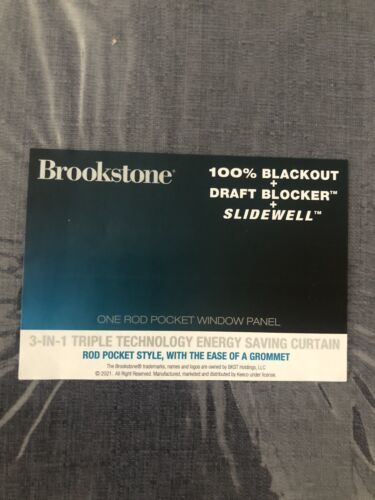 Brookstone®
100% BLACKOUT
+
DRAFT BLOCKER™
+
SLIDEWELL™
ONE ROD POCKET WINDOW PANEL
3-IN-1 TRIPLE TECHNOLOGY ENERGY SAVING CURTAIN
ROD POCKET STYLE, WITH THE EASE OF A GROMMET
The Brookstone® trademarks, names and logos are owned by BKST Holdings, LLC
© 2021. All Right Reserved. Manufactured, marketed and distributed by Keeco under license.